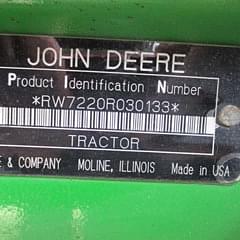 JOHN DEERE
Product Identification Number
*RW7220R030133*
TRACTOR
& COMPANY MOLINE, ILLINOIS Made in USA